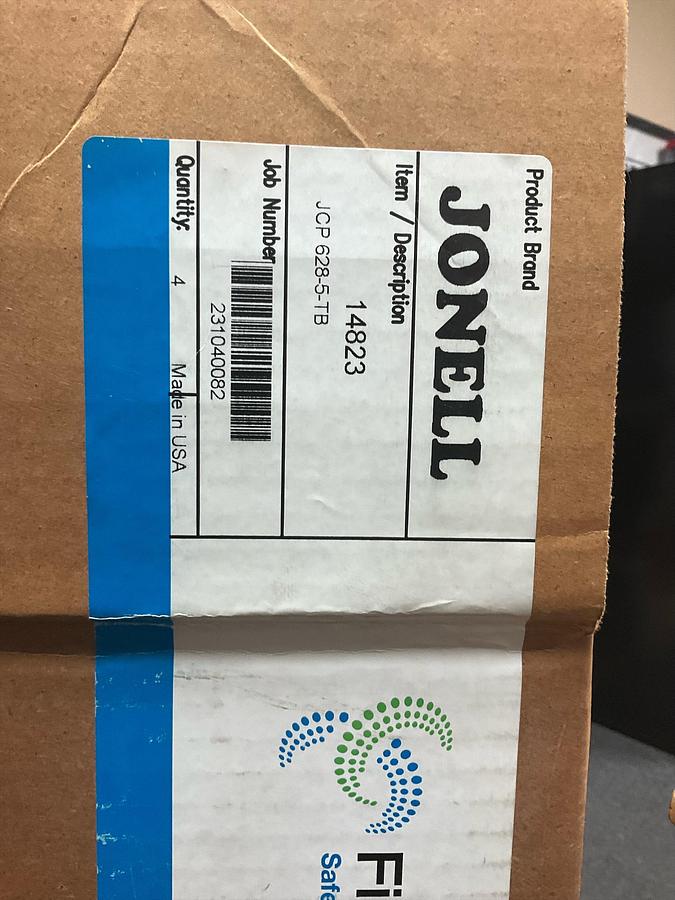 Product Brand
JONELL
Item / Description
14823
JCP 628-5-TB
Job Number
231040082
Quantity: 4 Made in USA
Fi
Safe